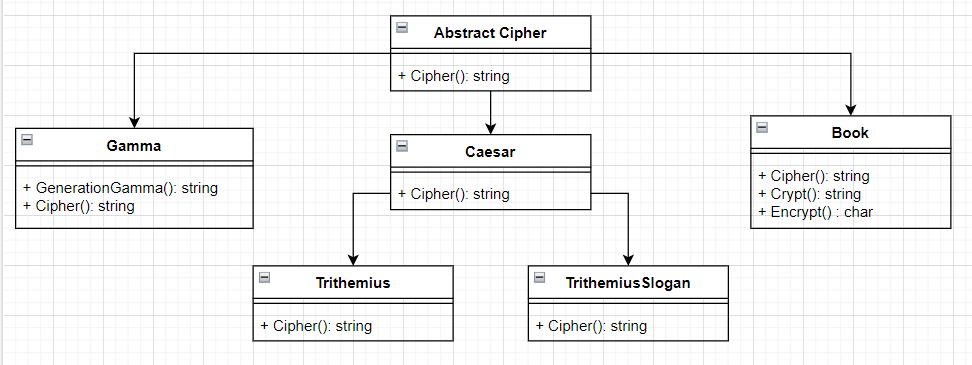 Abstract Cipher
+ Cipher(): string
Gamma
+ GenerationGamma(): string
+ Cipher(): string
Caesar
+ Cipher(): string
Book
+ Cipher(): string
+ Crypt(): string
+ Encrypt() : char
Trithemius
+ Cipher(): string
TrithemiusSlogan
+ Cipher(): string